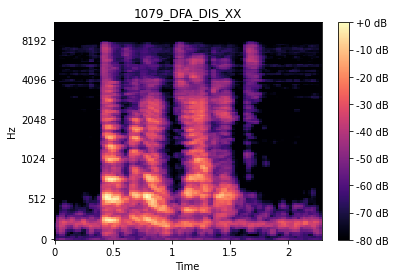 1079_DFA_DIS_XX
8192
4096
2048
1024
512
0
Hz
0
0.5
1
1.5
2
Time
+0 dB
-10 dB
-20 dB
-30 dB
-40 dB
-50 dB
-60 dB
-70 dB
-80 dB